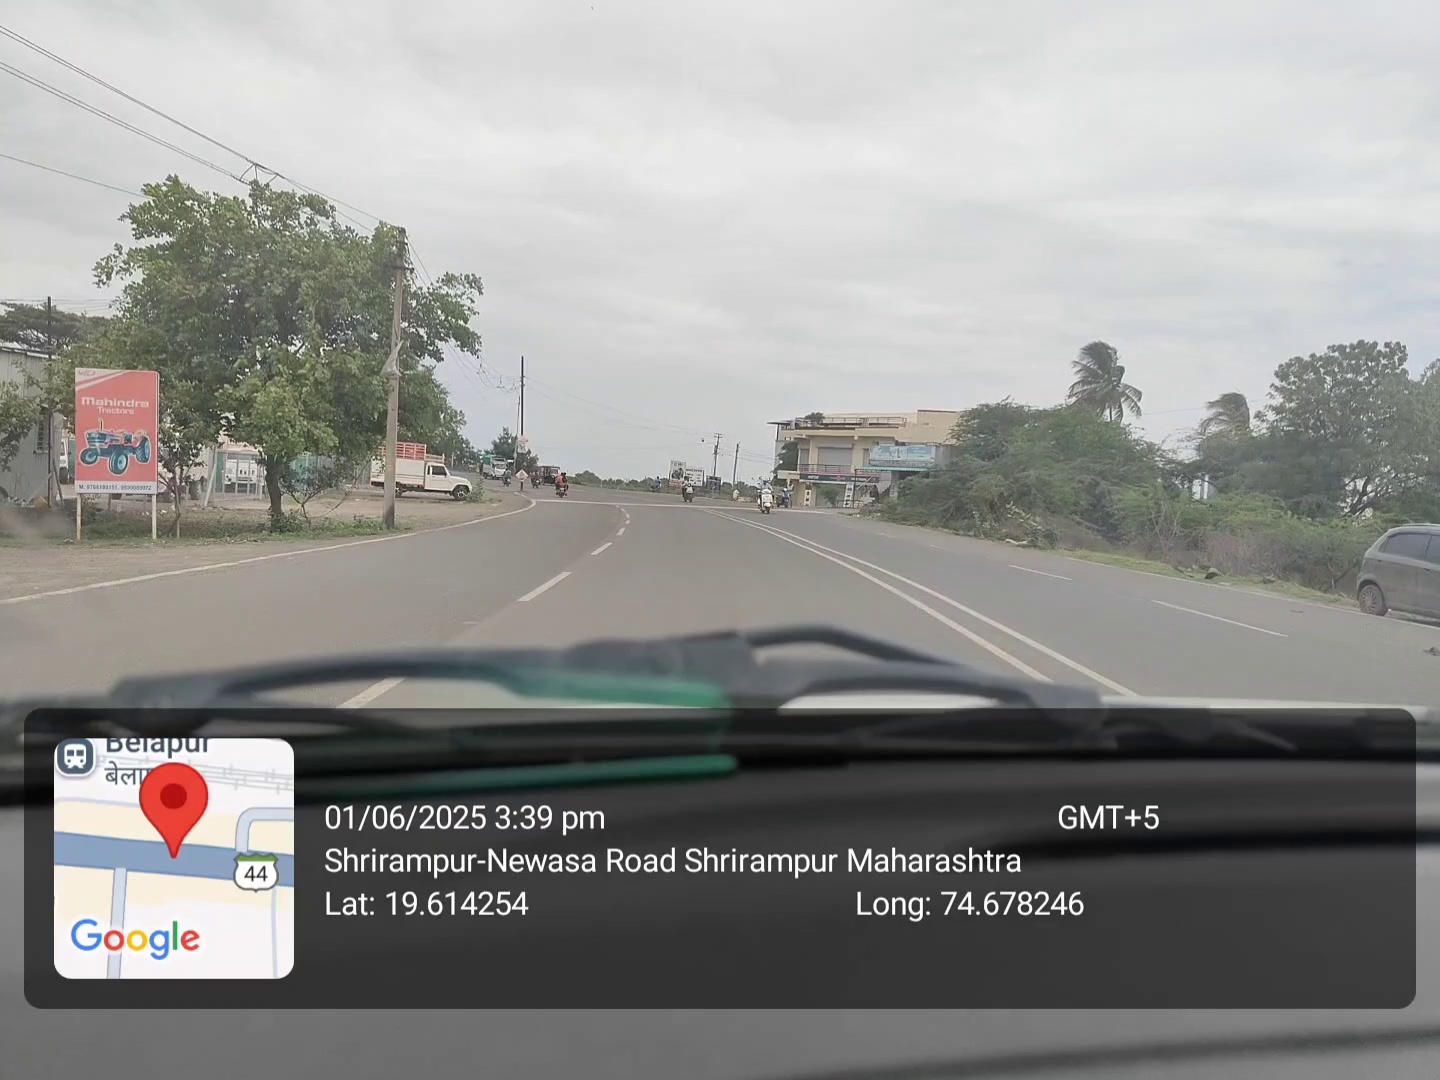 Mahindra
Tractors
Belapur
01/06/2025 3:39 pm
GMT+5
Shrirampur-Newasa Road Shrirampur Maharashtra
44
Lat: 19.614254
Long: 74.678246
Google